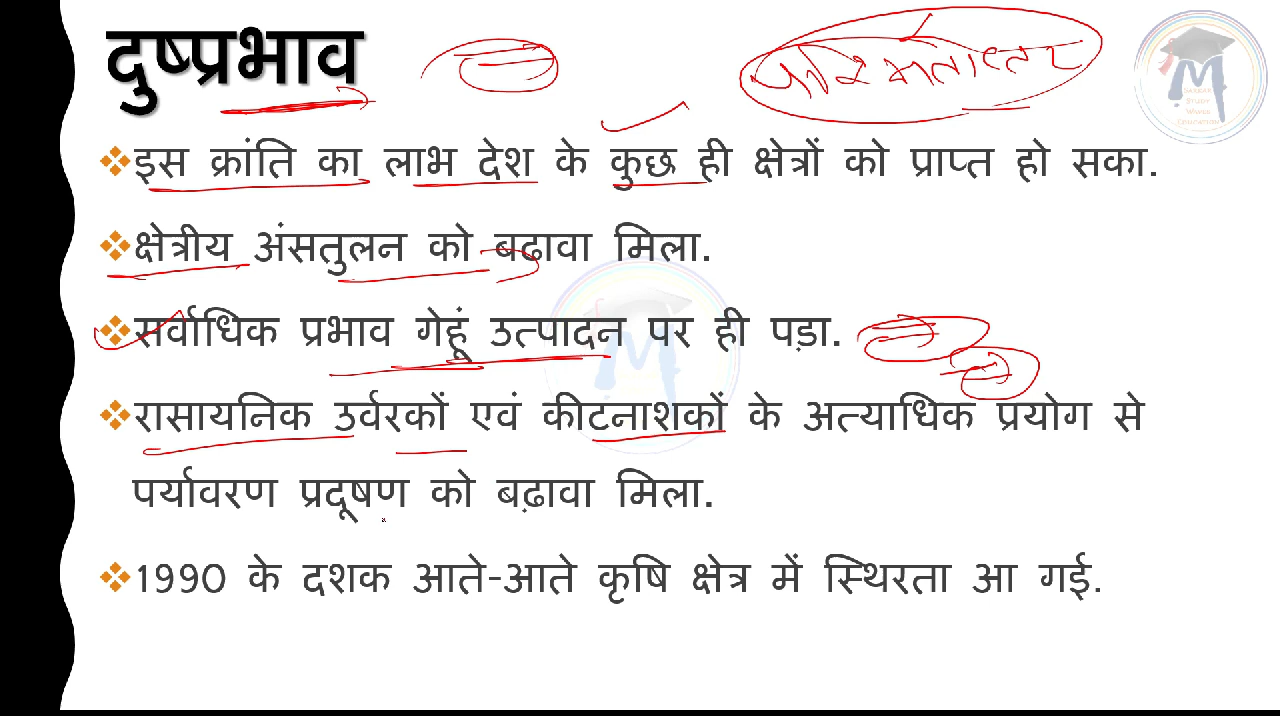 दुष्प्रभाव
❖इस क्रांति का लाभ देश के कुछ ही क्षेत्रों को प्राप्त हो सका.
❖क्षेत्रीय अंसतुलन को बढावा मिला.
❖सर्वाधिक प्रभाव गेहूं उत्पादन पर ही पड़ा.
❖रासायनिक उर्वरकों एवं कीटनाशकों के अत्याधिक प्रयोग से
पर्यावरण प्रदूषण को बढ़ावा मिला.
❖1990 के दशक आते-आते कृषि क्षेत्र में स्थिरता आ गई.